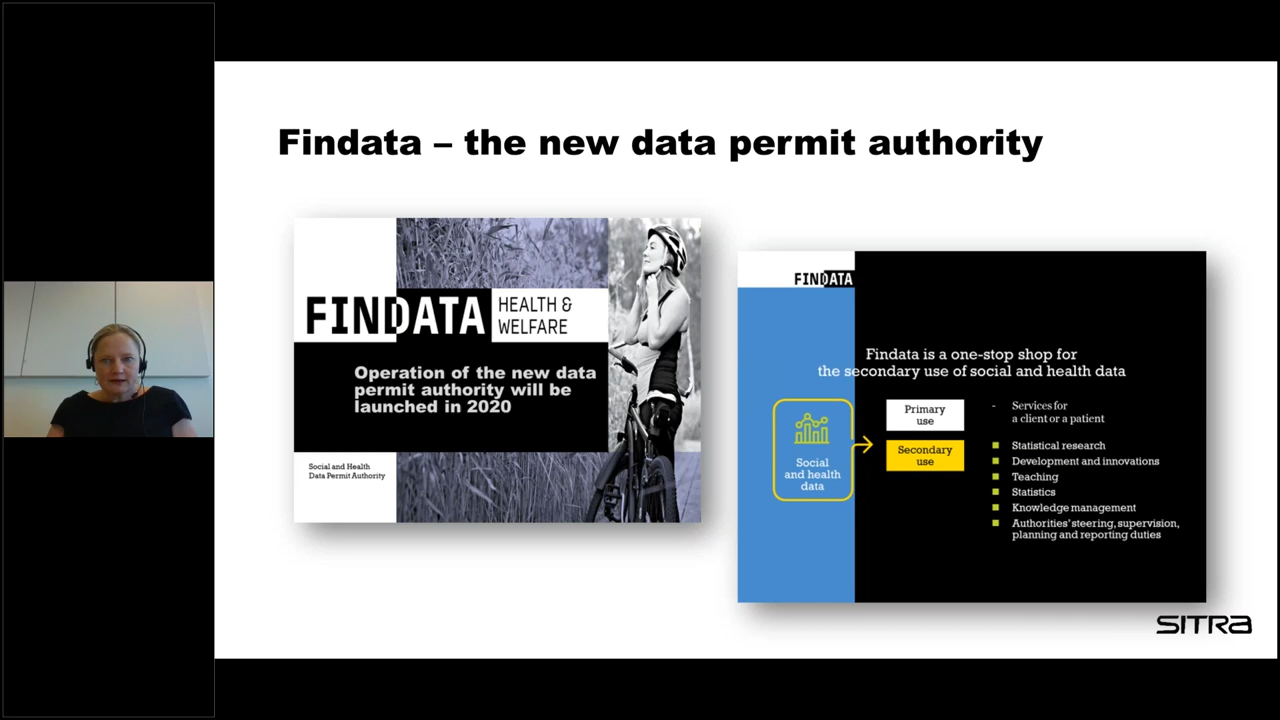 Findata – the new data permit authority
FINDATA
HEALTH &
WELFARE
Operation of the new data
permit authority will be
launched in 2020
Social and Health
Data Permit Authority
FINDATA
Findata is a one-stop shop for
the secondary use of social and health data
Social
and health
data
Primary
use
Secondary
use
- Services for
a client or a patient
Statistical research
Development and innovations
Teaching
Statistics
Knowledge management
Authorities' steering, supervision,
planning and reporting duties
SITRA